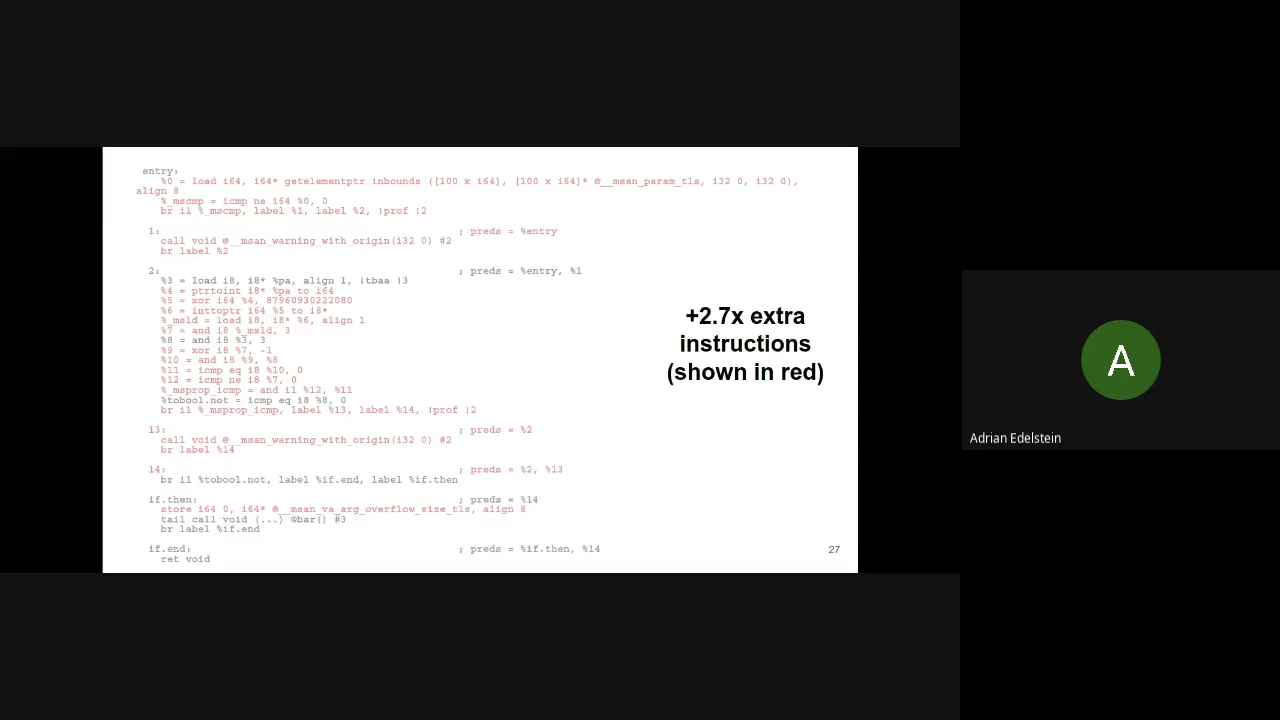 entry:
%0 = load i64, i64* getelementptr inbounds ([100 x i64], [100 x i64]* @__msan_param_tls, i32 0, i32 0),
align 8
%_mscmp = icmp ne i64 %0, 0
br i1 %_mscmp, label %1, label %2, !prof !2
1: ; preds = %entry
call void @__msan_warning_with_origin(i32 0) #2
br label %2
2: ; preds = %entry, %1
%3 = load i8, i8* %pa, align 1, !tbaa !3
%4 = ptrtoint i8* %pa to i64
%5 = xor i64 %4, 87960930222080
%6 = inttoptr i64 %5 to i8*
%_msld = load i8, i8* %6, align 1
%7 = and i8 %_msld, 3
%8 = and i8 %3, 3
%9 = xor i8 %7, -1
%10 = and i8 %9, %8
%11 = icmp eq i8 %10, 0
%12 = icmp ne i8 %7, 0
%_msprop_icmp = and i1 %12, %11
%tobool.not = icmp eq i8 %8, 0
br i1 %_msprop_icmp, label %13, label %14, !prof !2
13: ; preds = %2
call void @__msan_warning_with_origin(i32 0) #2
br label %14
14: ; preds = %2, %13
br i1 %tobool.not, label %if.end, label %if.then
if.then: ; preds = %14
store i64 0, i64* @__msan_va_arg_overflow_size_tls, align 8
tail call void (...) @bar() #3
br label %if.end
if.end: ; preds = %if.then, %14
ret void
+2.7x extra
instructions
(shown in red)
27
A
Adrian Edelstein